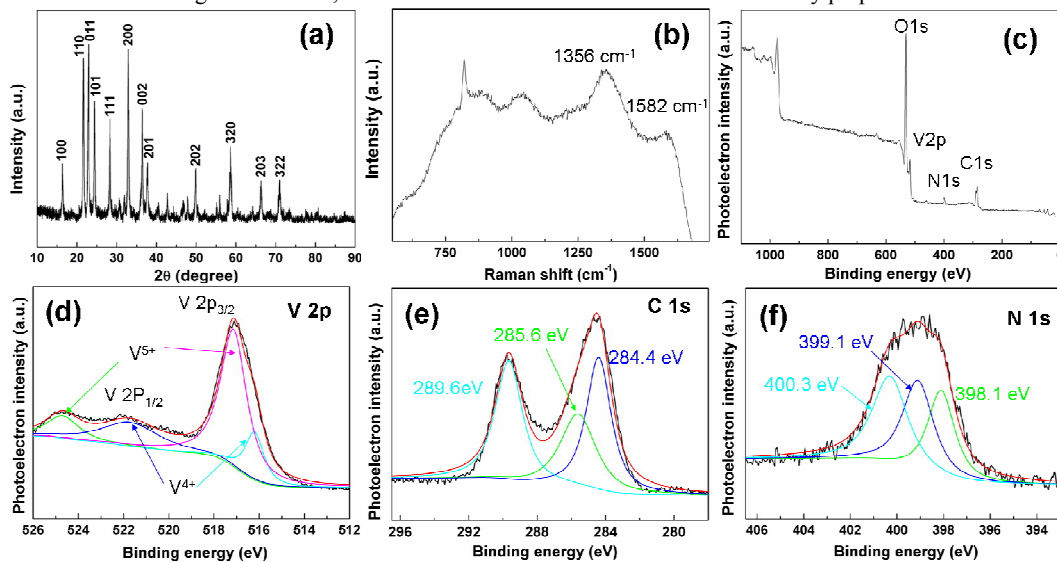 (a)
Intensity (a.u.)
100
110
011
101
111
200
002
201
202
320
203
322
10 20 30 40 50 60 70 80 90
2θ (degree)
(b)
Intensity (a.u.)
1356 cm-1
1582 cm-1
750 1000 1250 1500
Raman shift (cm-1)
(c)
Photoelectron intensity (a.u.)
O1s
V2p
N1s
C1s
1000 800 600 400 200
Binding energy (eV)
(d)
V 2p
Photoelectron intensity (a.u.)
V 2p3/2
V5+
V 2P1/2
V4+
526 524 522 520 518 516 514 512
Binding energy (eV)
(e)
C 1s
Photoelectron intensity (a.u.)
285.6 eV
284.4 eV
289.6eV
296 292 288 284 280
Binding energy (eV)
(f)
N 1s
Photoelectron intensity (a.u.)
399.1 eV
400.3 eV
398.1 eV
406 404 402 400 398 396 394
Binding energy (eV)